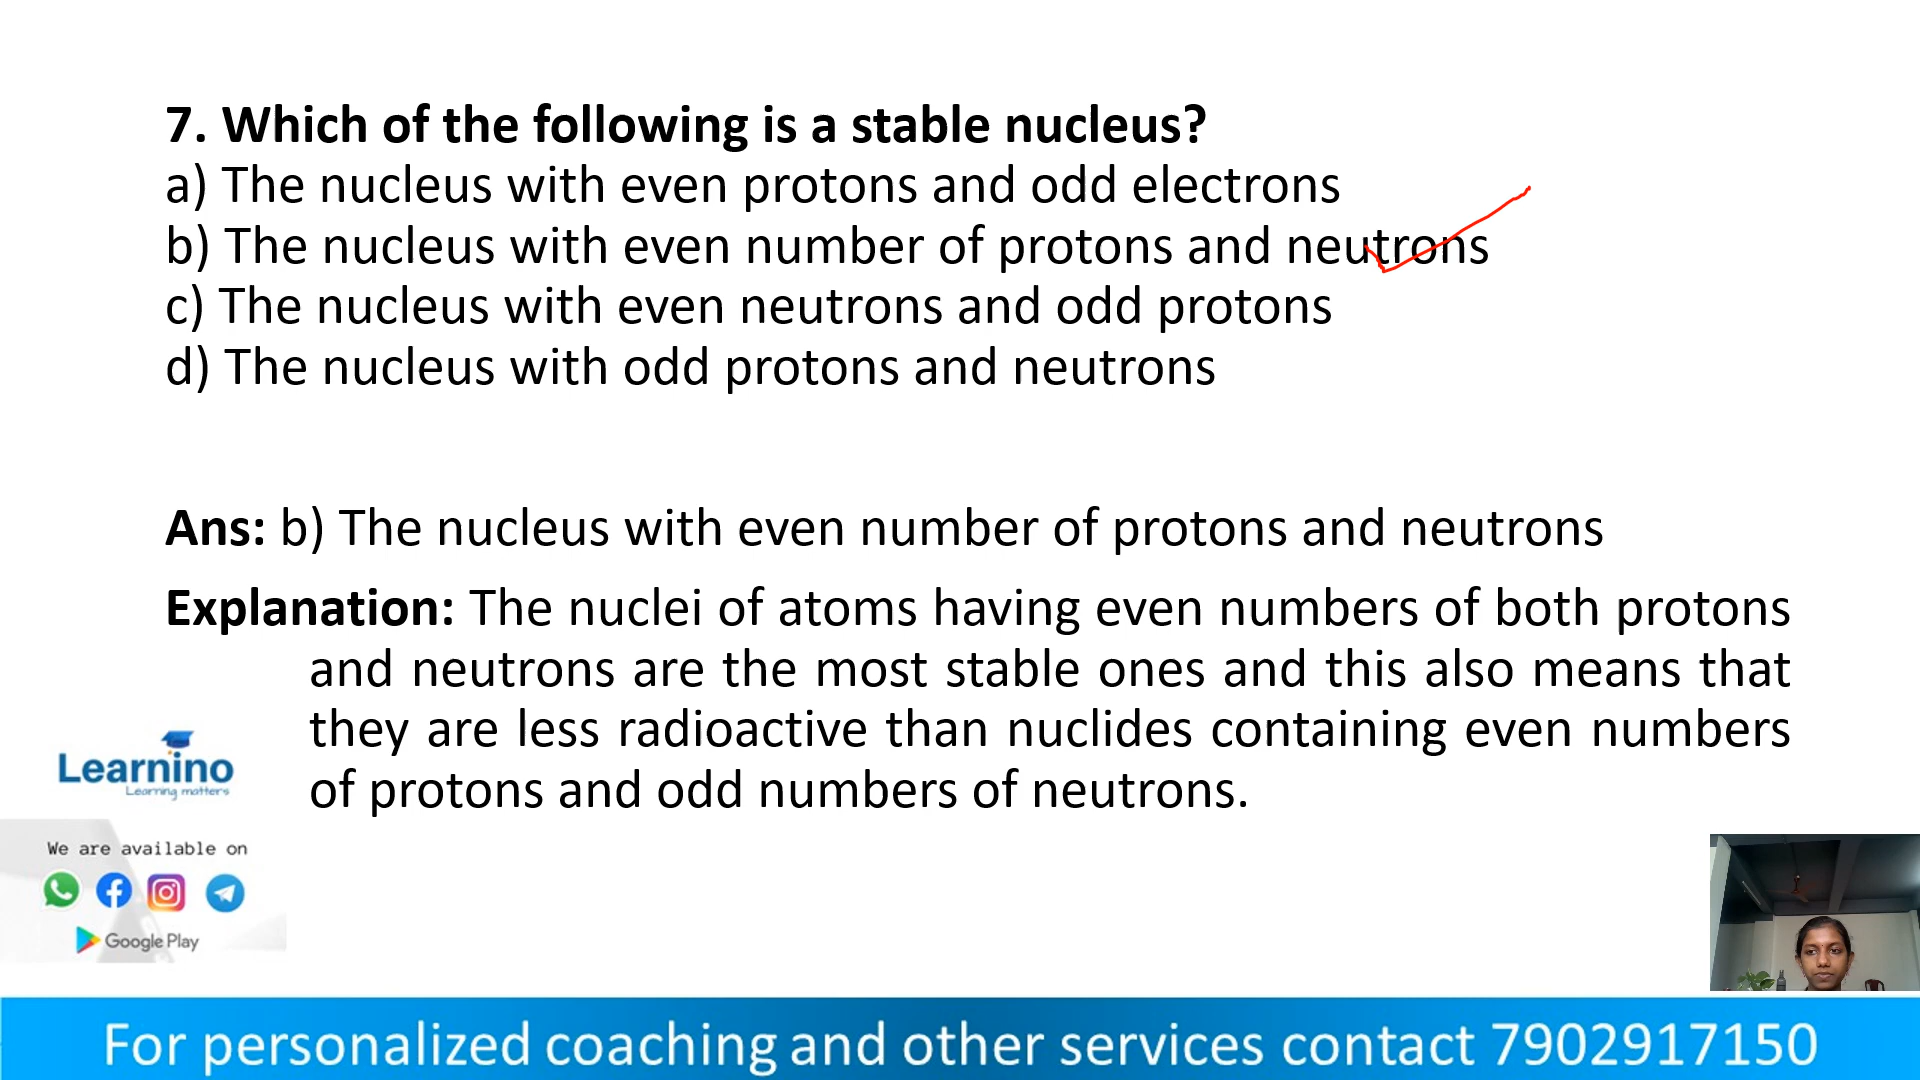 7. Which of the following is a stable nucleus?
a) The nucleus with even protons and odd electrons
b) The nucleus with even number of protons and neutrons
c) The nucleus with even neutrons and odd protons
d) The nucleus with odd protons and neutrons
Ans: b) The nucleus with even number of protons and neutrons
Explanation: The nuclei of atoms having even numbers of both protons
and neutrons are the most stable ones and this also means that
they are less radioactive than nuclides containing even numbers
of protons and odd numbers of neutrons.
Learnino
Learning matters
We are available on
Google Play
For personalized coaching and other services contact 7902917150